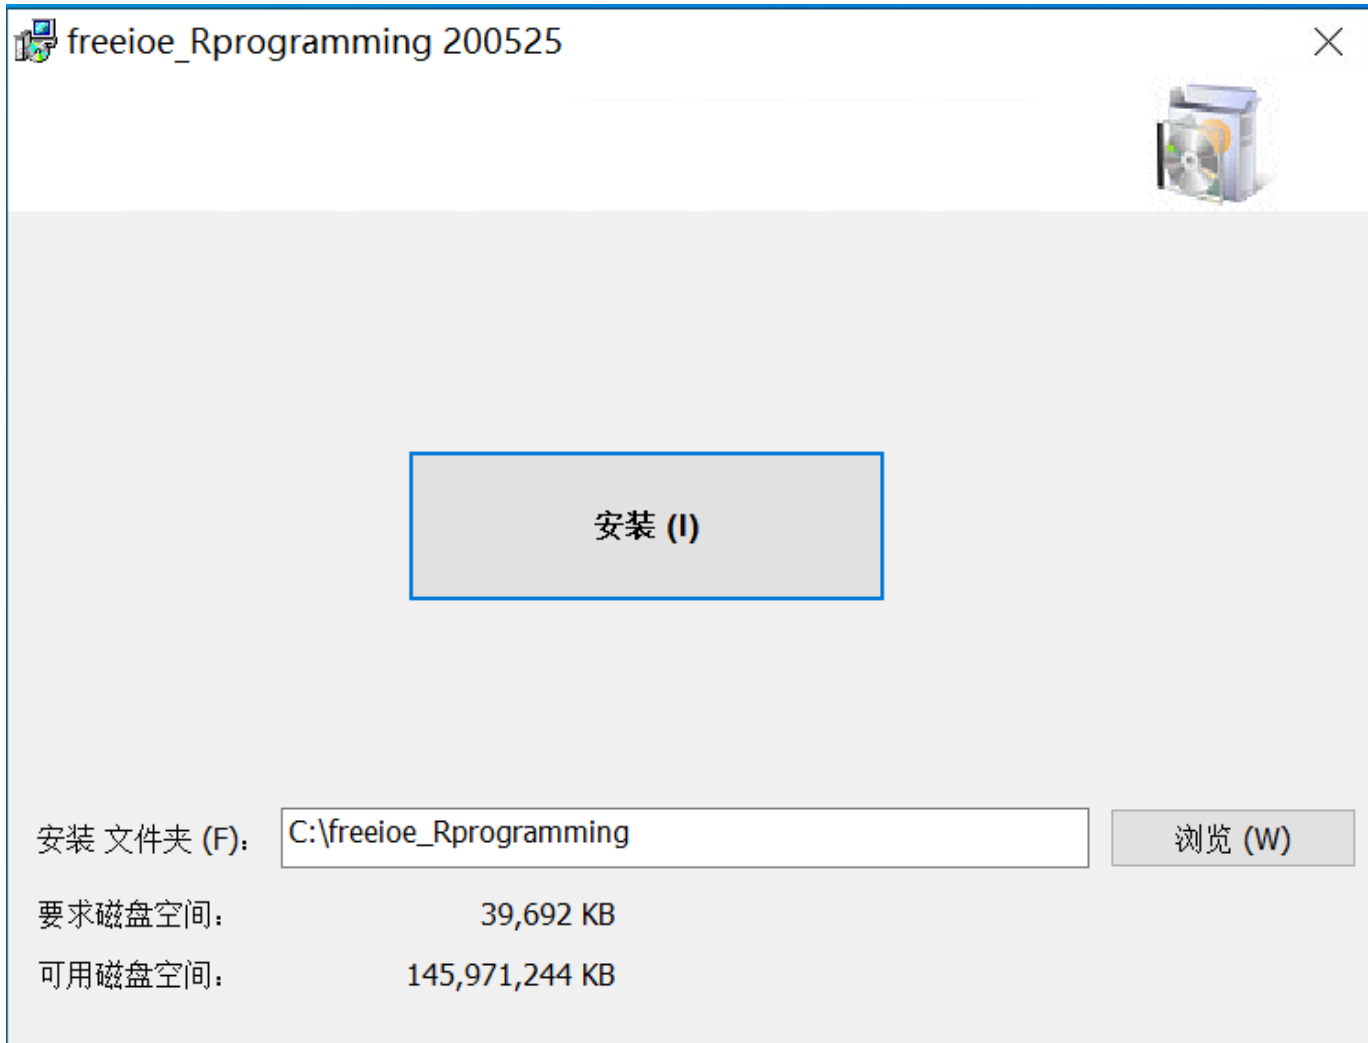 freeioe_Rprogramming 200525
安装 (I)
安装 文件夹 (F): C:\freeioe_Rprogramming 浏览 (W)
要求磁盘空间: 39,692 KB
可用磁盘空间: 145,971,244 KB